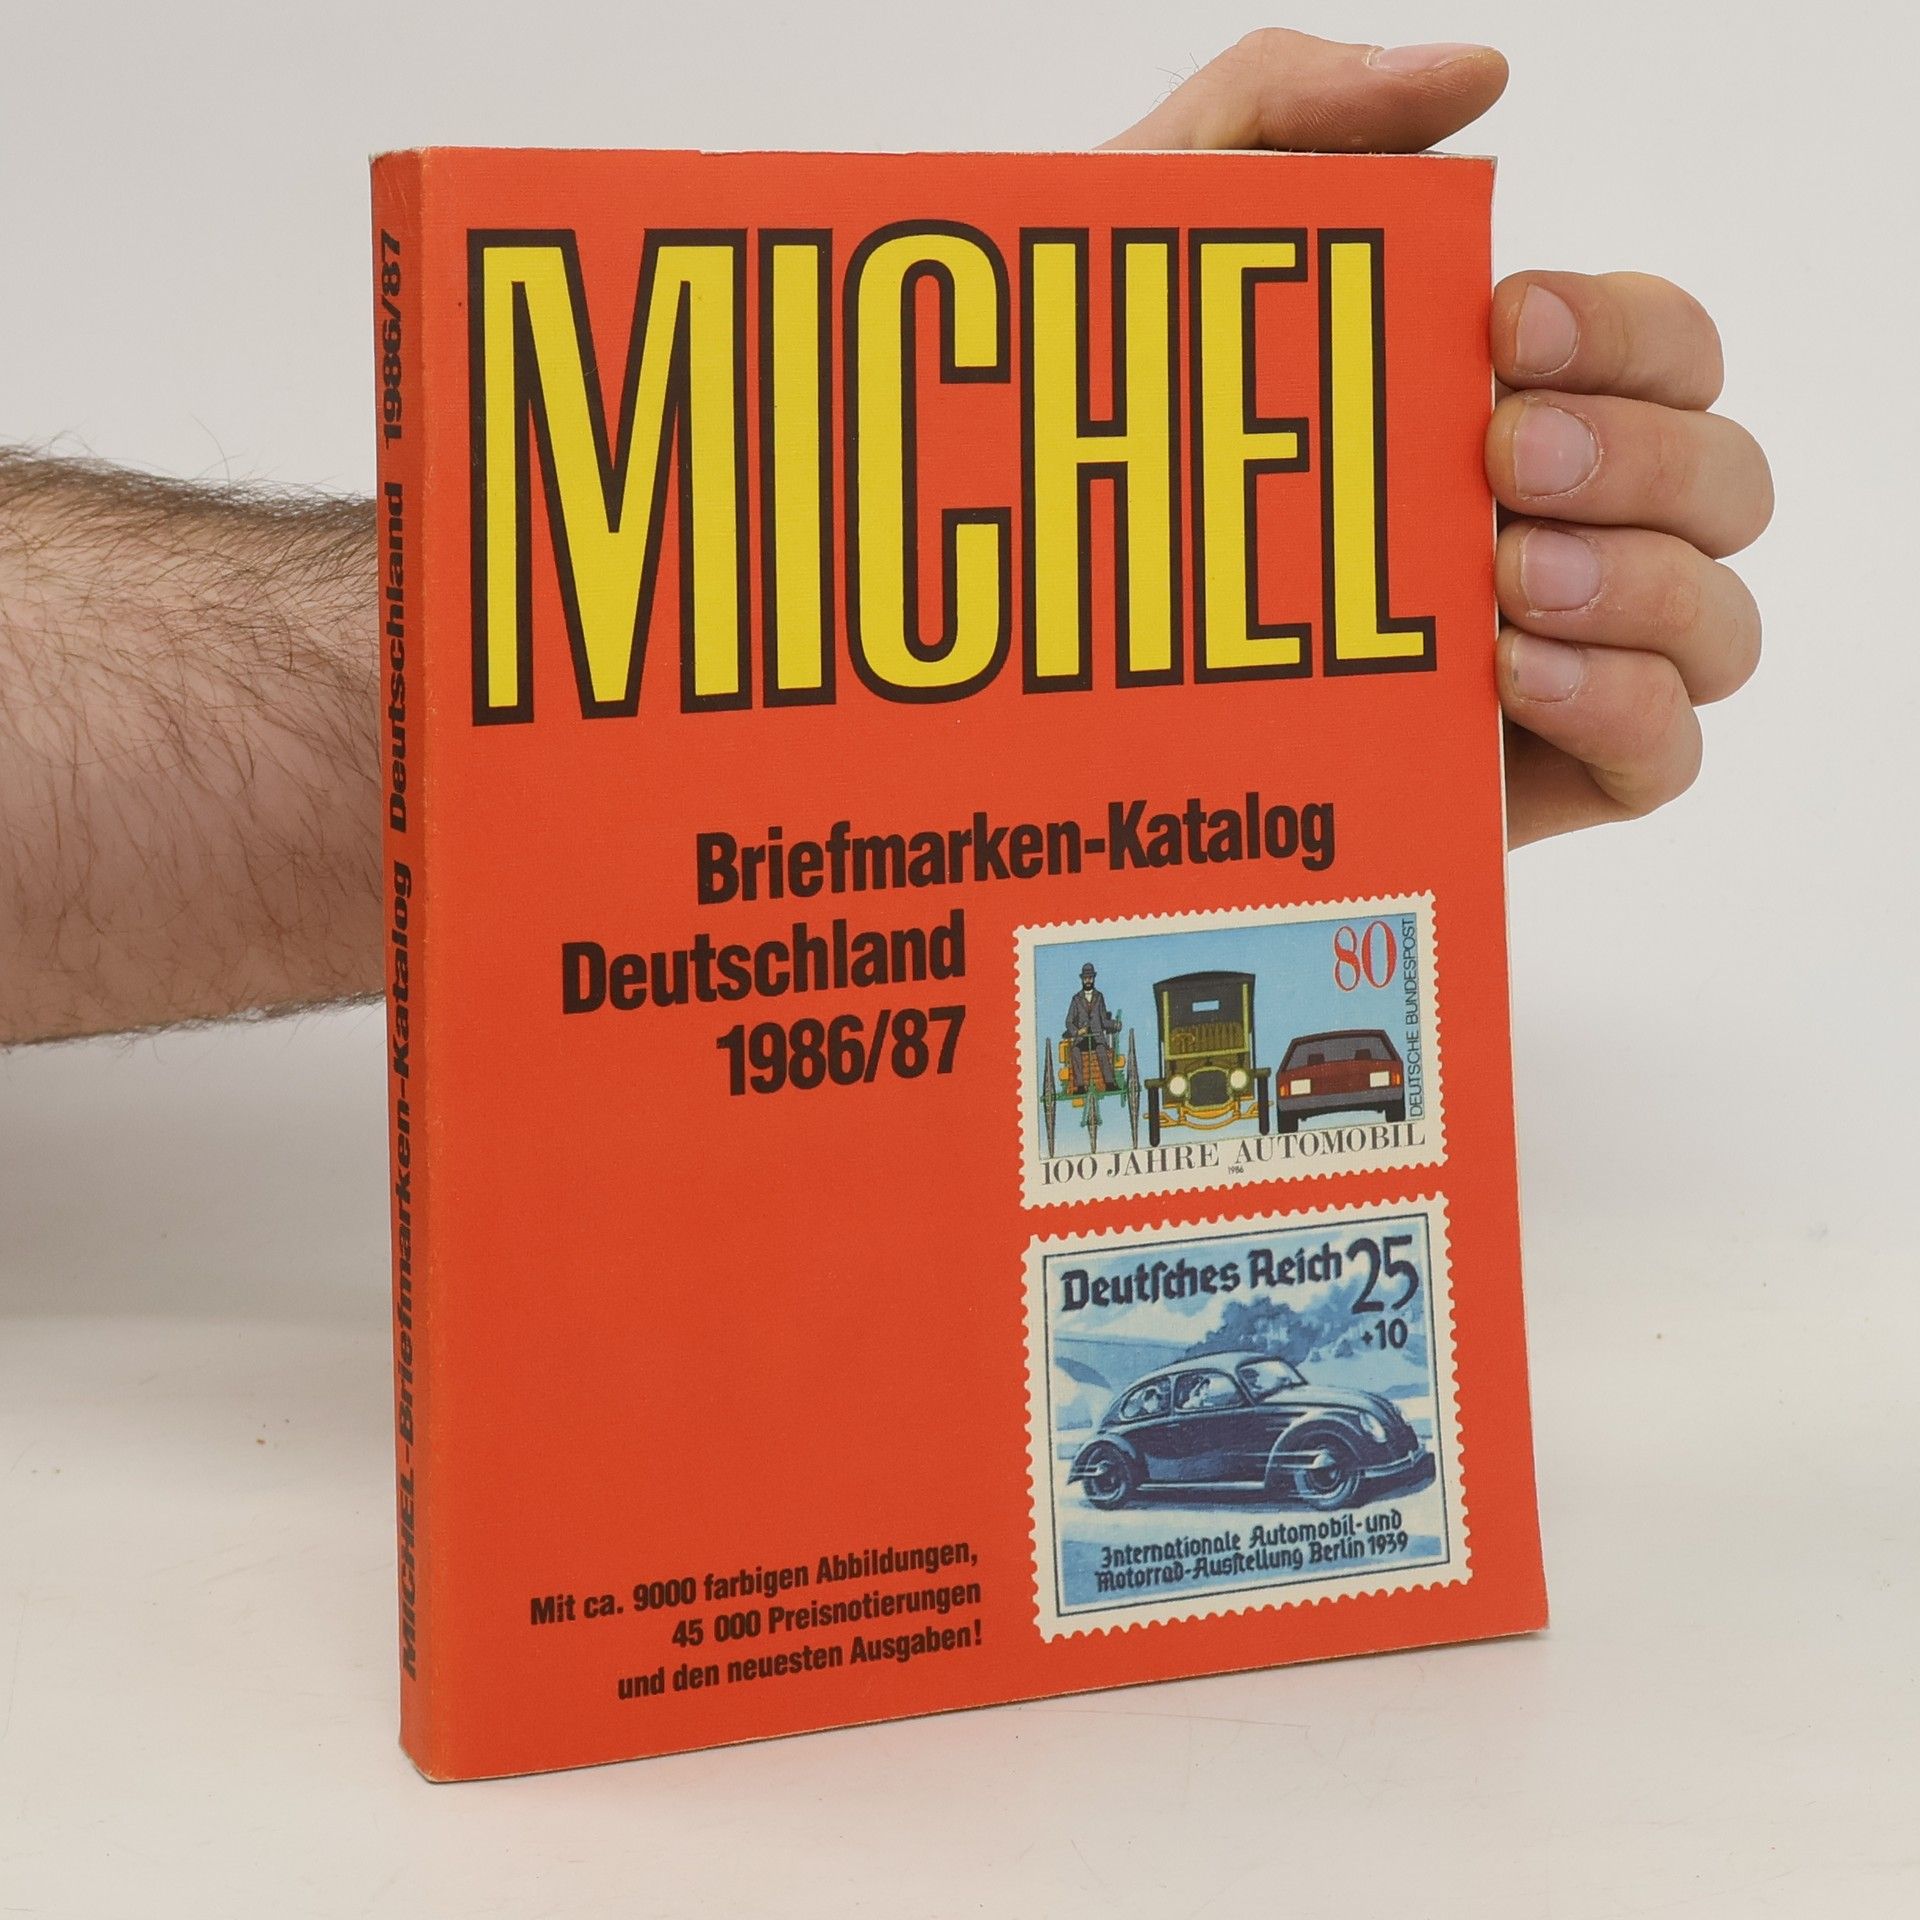 MICHEL-Briefmarken-Katalog Deutschland 1986/87
MICHEL
Briefmarken-Katalog
Deutschland
1986/87
80
DEUTSCHE BUNDESPOST
100 JAHRE AUTOMOBIL
1986
Deutſches Reich 25
+10
Internationale Automobil- und
Motorrad-Ausſtellung Berlin 1939
Mit ca. 9000 farbigen Abbildungen,
45 000 Preisnotierungen
und den neuesten Ausgaben!